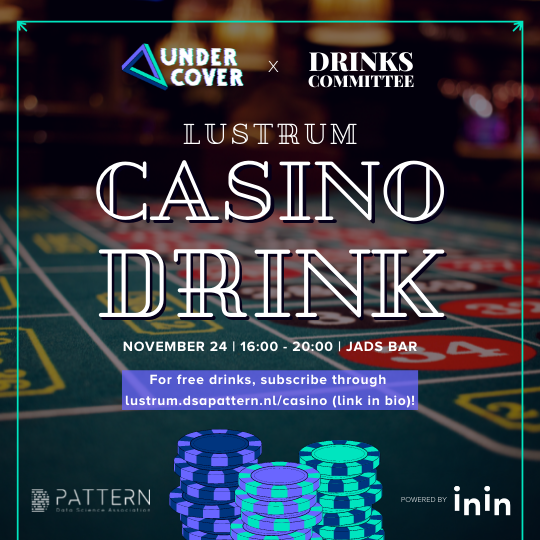 UNDER
COVER
X
DRINKS
COMMITTEE
LUSTRUM
CASINO
DRINK
NOVEMBER 24 | 16:00 - 20:00 | JADS BAR
For free drinks, subscribe through
lustrum.dsapattern.nl/casino (link in bio)!
34
PATTERN
Data Science Association
POWERED BY inin